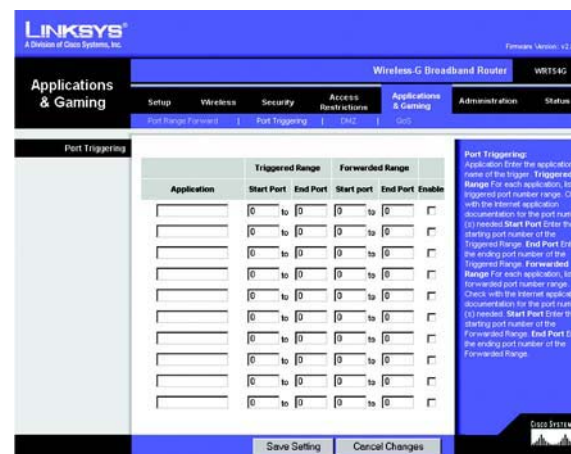 LINKSYS®
A Division of Cisco Systems, Inc.
Firmware Version: v2
Wireless-G Broadband Router
WRT54G
Applications
& Gaming
Setup
Wireless
Security
Access
Restrictions
Applications
& Gaming
Administration
Status
Port Range Forward | Port Triggering | DMZ | QoS
Port Triggering
Triggered Range Forwarded Range
Application Start Port End Port Start port End Port Enable
0 to 0 0 to 0
0 to 0 0 to 0
0 to 0 0 to 0
0 to 0 0 to 0
0 to 0 0 to 0
0 to 0 0 to 0
0 to 0 0 to 0
0 to 0 0 to 0
0 to 0 0 to 0
0 to 0 0 to 0
Port Triggering:
Application Enter the application
name of the trigger. Triggered
Range For each application, list
triggered port number range.
with the Internet application
documentation for the port
(s) needed.Start Port Enter the
starting port number of the
Triggered Range. End Port
the ending port number of the
Triggered Range. Forwarded
Range For each application,
forwarded port number range.
Check with the Internet
documentation for the port
(s) needed. Start Port Enter the
starting port number of the
Forwarded Range. End Port
the ending port number of the
Forwarded Range.
Save Setting Cancel Changes
CISCO SYSTEM